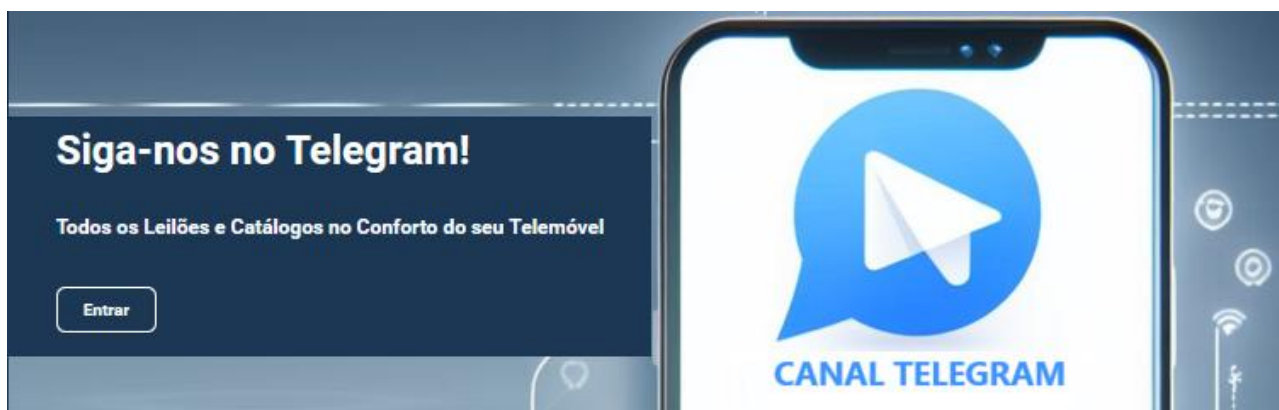 Siga-nos no Telegram!
Todos os Leilões e Catálogos no Conforto do seu Telemóvel
Entrar
CANAL TELEGRAM